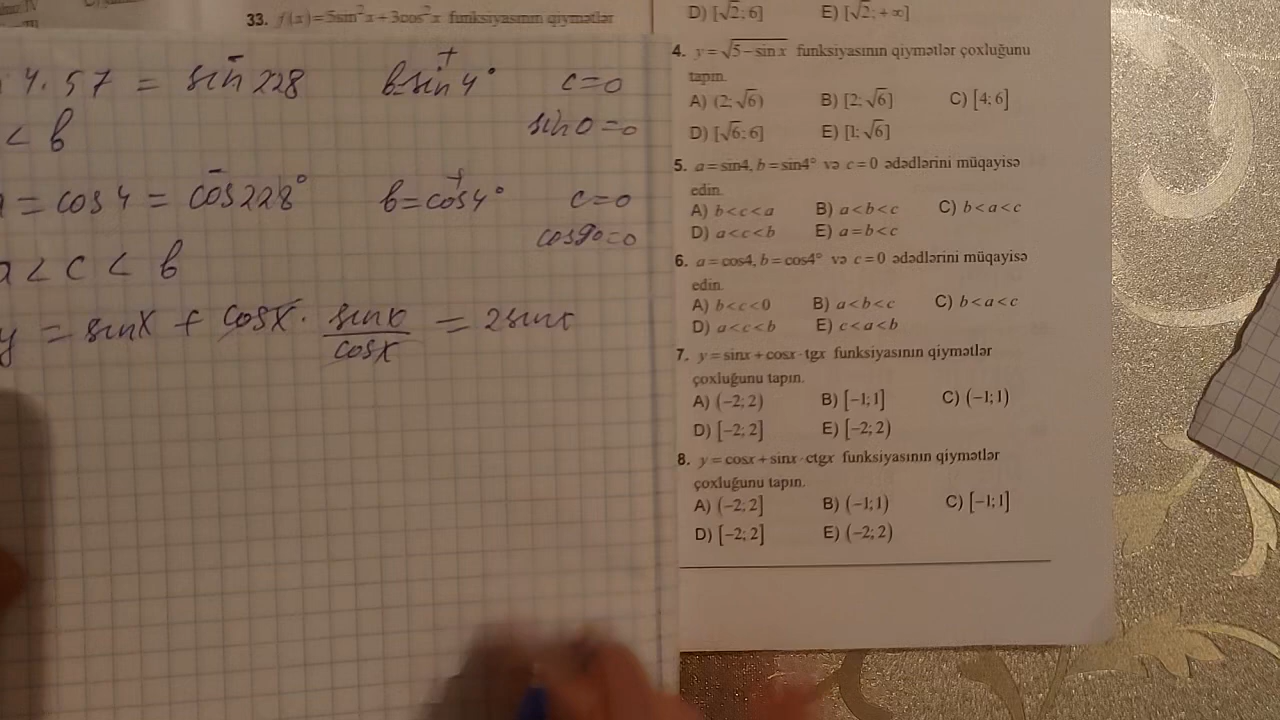 33. f(x)=5sin²x+3cos²x funksiyasının qiymətlər
4.57 = sin 228 b=sin 4° c=0
< b sin 0 = 0
a = cos 4 = cos 228° b=cos 4° c=0
cos 90=0
a < c < b
y = sinx + cosx · sinx/cosx = 2sinx
D) [√2; 6] E) [√2; +∞]
4. y=√5−sin x funksiyasının qiymətlər çoxluğunu
tapın.
A) (2; √6) B) [2; √6] C) [4; 6]
D) [√6; 6] E) [1; √6]
5. a=sin4, b=sin4° və c=0 ədədlərini müqayisə
edin.
A) b<c<a B) a<b<c C) b<a<c
D) a<c<b E) a=b<c
6. a=cos4, b=cos4° və c=0 ədədlərini müqayisə
edin.
A) b<c<0 B) a<b<c C) b<a<c
D) a<c<b E) c<a<b
7. y=sinx+cosx·tgx funksiyasının qiymətlər
çoxluğunu tapın.
A) (−2; 2) B) [−1; 1] C) (−1; 1)
D) [−2; 2] E) [−2; 2)
8. y=cosx+sinx·ctgx funksiyasının qiymətlər
çoxluğunu tapın.
A) (−2; 2] B) (−1; 1) C) [−1; 1]
D) [−2; 2] E) (−2; 2)